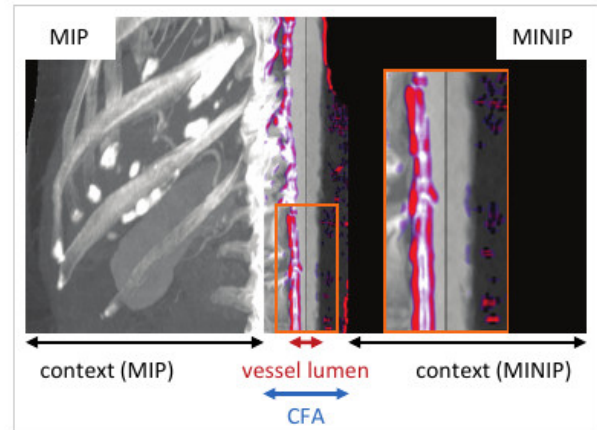 MIP
MINIP
context (MIP)
vessel lumen
context (MINIP)
CFA